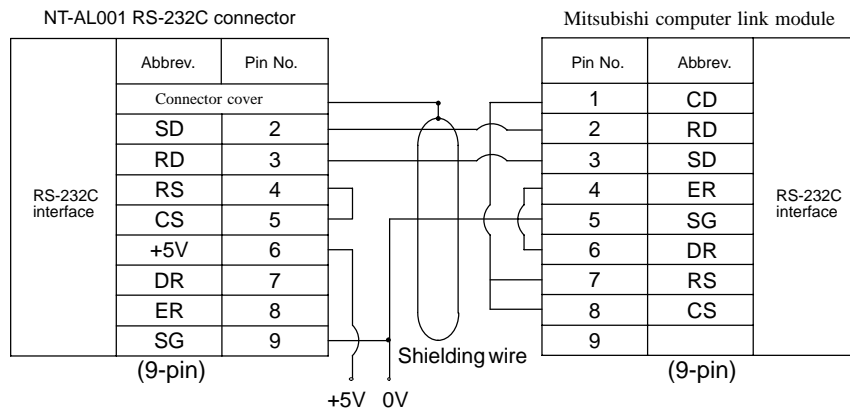 NT-AL001 RS-232C connector
Mitsubishi computer link module
Abbrev. Pin No.
Connector cover
SD 2
RD 3
RS 4
CS 5
+5V 6
DR 7
ER 8
SG 9
RS-232C
interface
(9-pin)
Shielding wire
+5V 0V
Pin No. Abbrev.
1 CD
2 RD
3 SD
4 ER
5 SG
6 DR
7 RS
8 CS
9
RS-232C
interface
(9-pin)